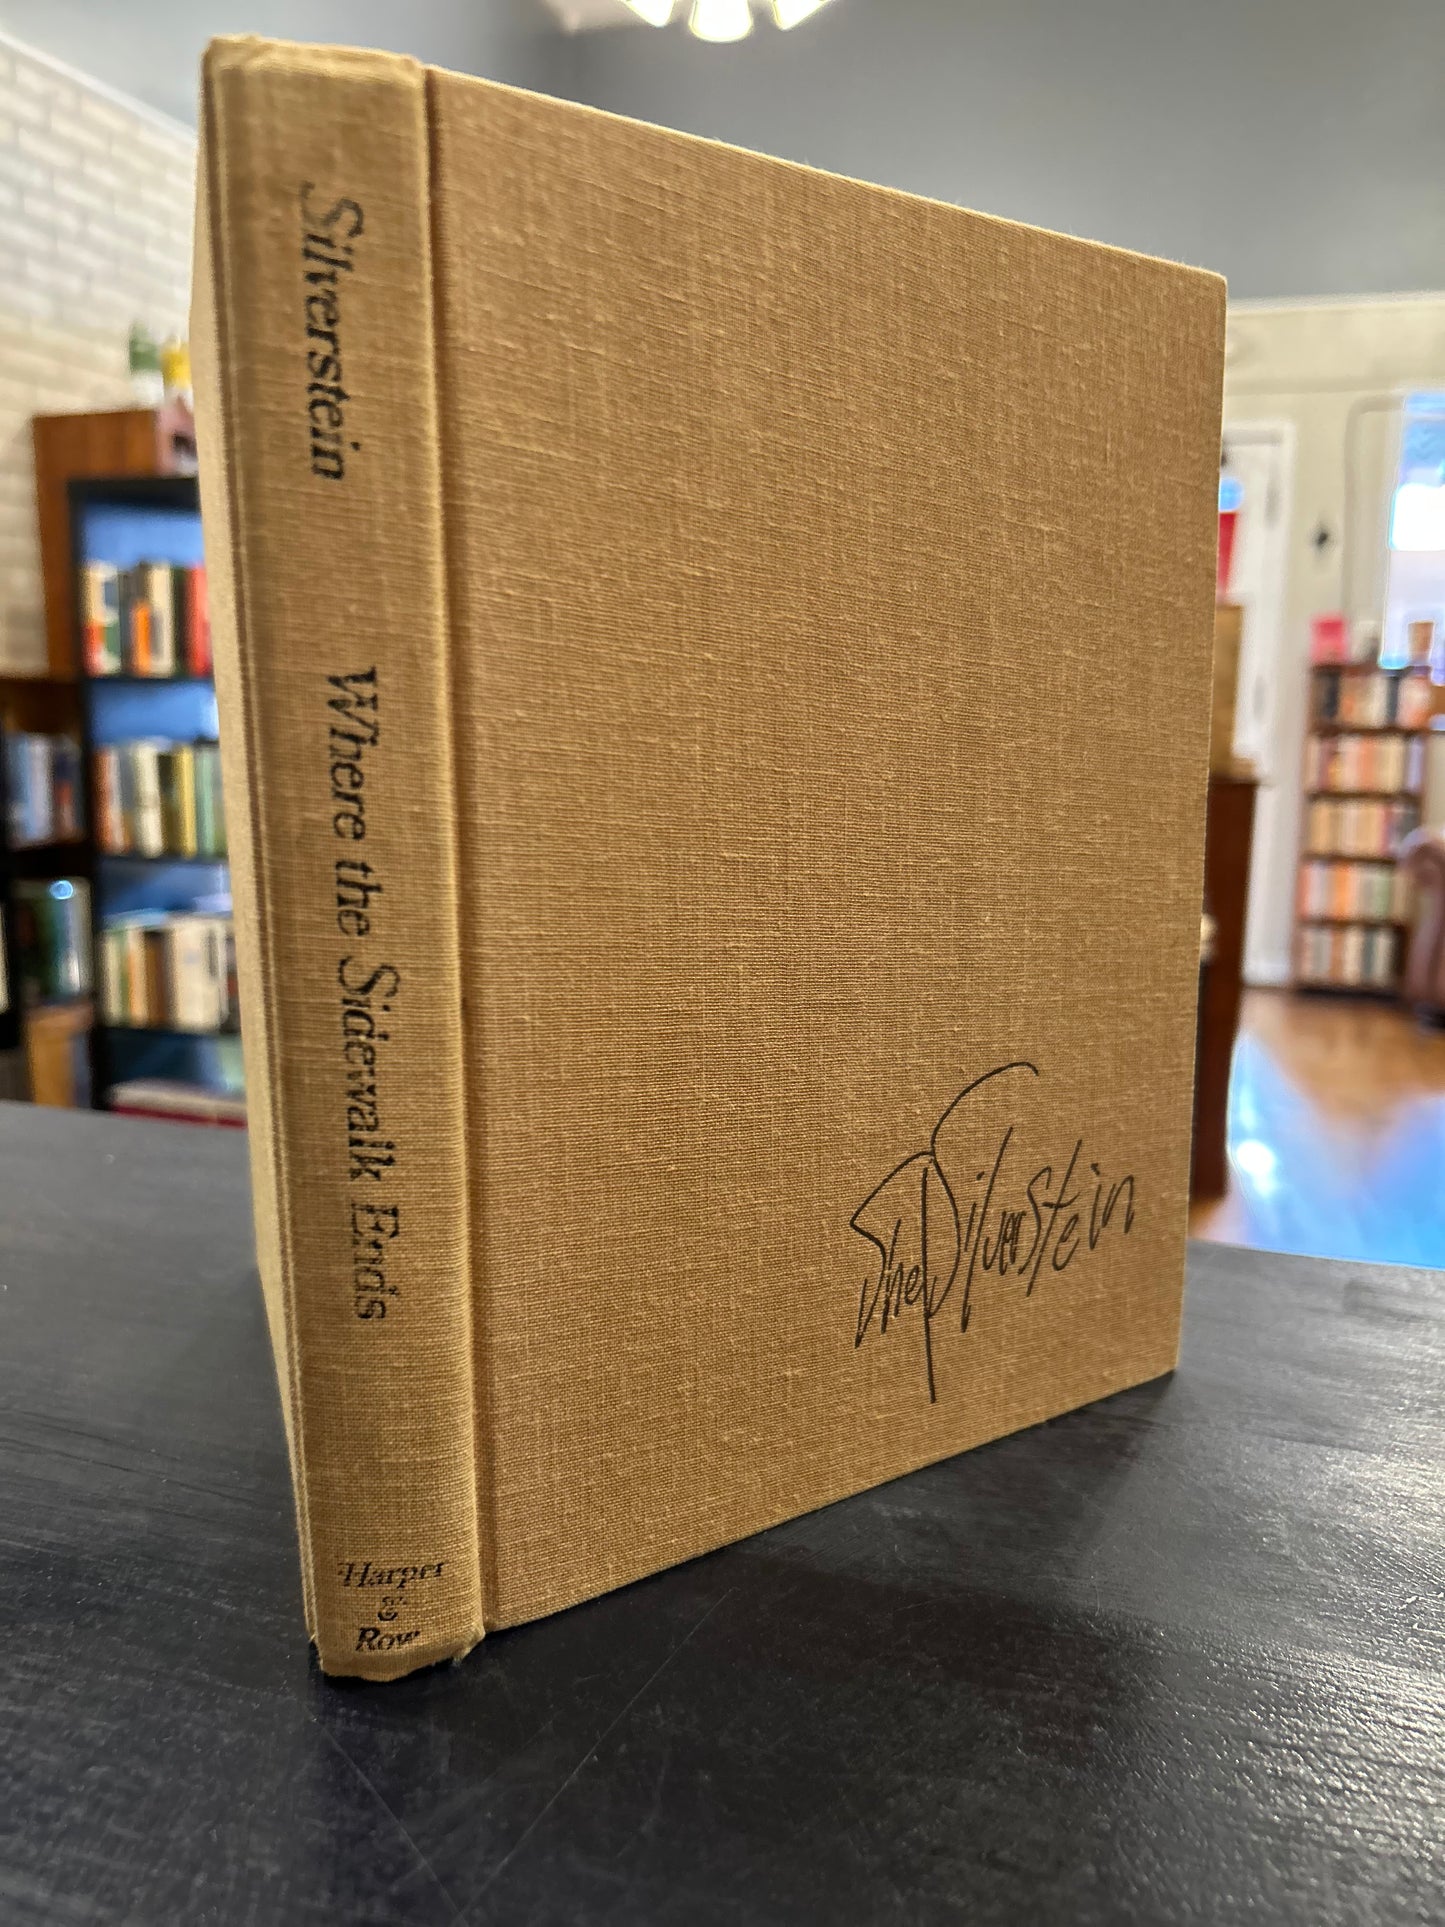 Silverstein
Where the Sidewalk Ends
Harper
&
Row
Shel Silverstein